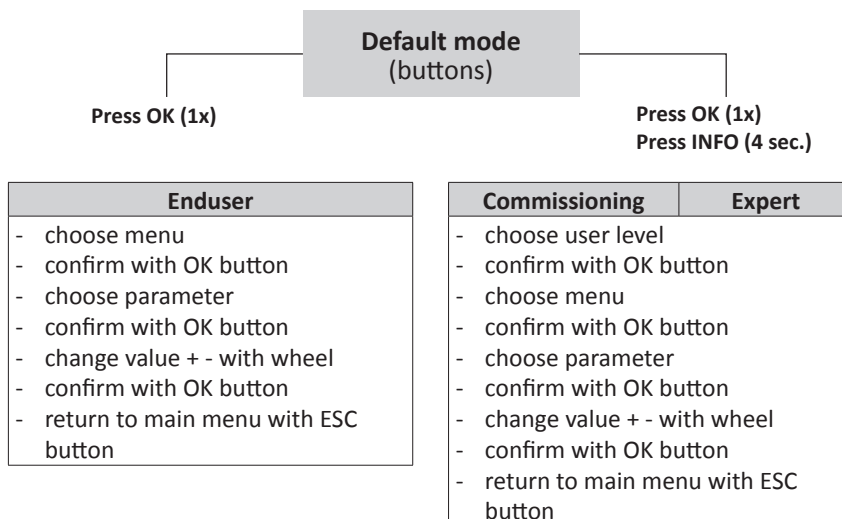 Default mode
(buttons)
Press OK (1x)
Press OK (1x)
Press INFO (4 sec.)
Enduser
- choose menu
- confirm with OK button
- choose parameter
- confirm with OK button
- change value + - with wheel
- confirm with OK button
- return to main menu with ESC
button
Commissioning Expert
- choose user level
- confirm with OK button
- choose menu
- confirm with OK button
- choose parameter
- confirm with OK button
- change value + - with wheel
- confirm with OK button
- return to main menu with ESC
button